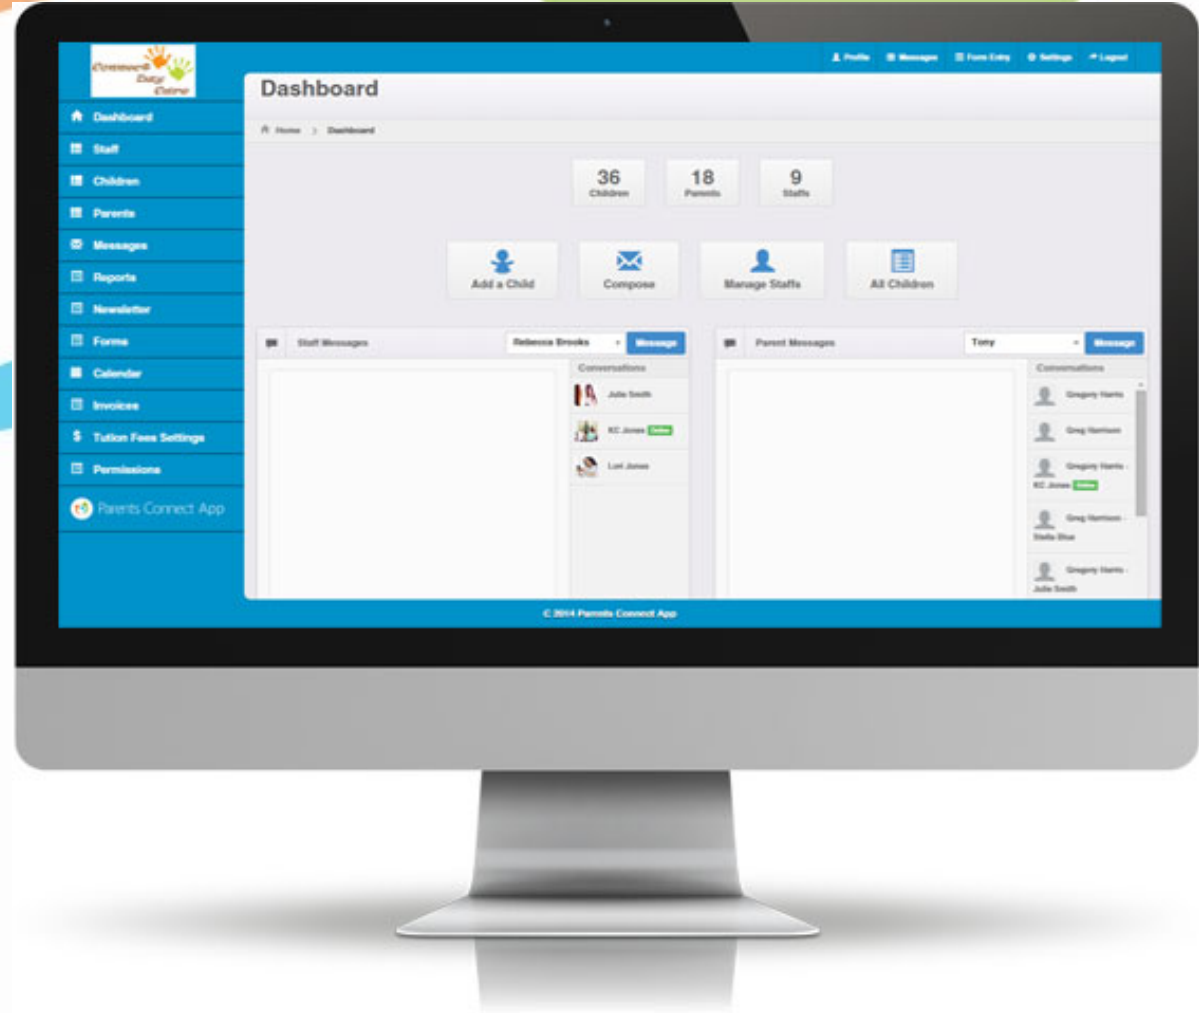 Connect
Day
Care
Profile
Messages
Form Entry
Settings
Logout
Dashboard
Home > Dashboard
Dashboard
Staff
Children
Parents
Messages
Reports
Newsletter
Forms
Calendar
Invoices
$ Tution Fees Settings
Permissions
Parents Connect App
36
Children
18
Parents
9
Staffs
Add a Child
Compose
Manage Staffs
All Children
Staff Messages
Rebecca Brooks
Message
Conversations
Julie Smith
KC Jones Online
Lori Jones
Parent Messages
Tony
Message
Conversations
Gregory Harris
Greg Harrison
Gregory Harris -
KC Jones Online
Greg Harrison -
Stella Blue
Gregory Harris -
Julie Smith
© 2014 Parents Connect App